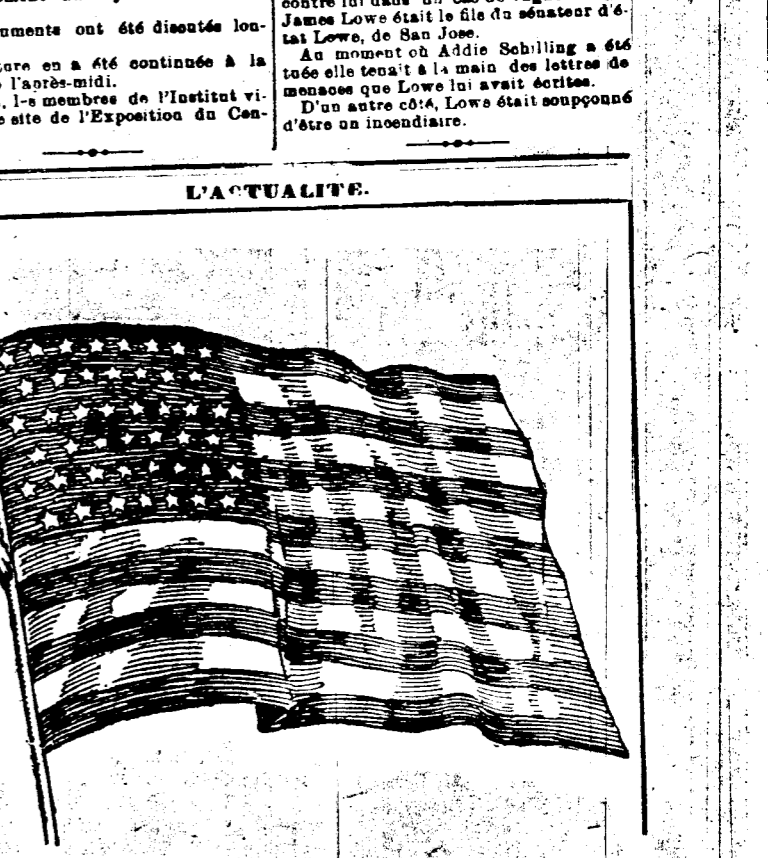 uments ont été discutés lon-
ture en a été continuée à la
l'après-midi.
, l-s membres de l'Institut vi-
site de l'Exposition du Cen-
James Lowe était le fils du sénateur d'é-
tat Lowe, de San Jose.
Au moment où Addie Schilling a été
tuée elle tenait à la main des lettres de
menaces que Lowe lui avait écrites.
D'un autre côté, Lowe était soupçonné
d'être un incendiaire.
L'ACTUALITE.